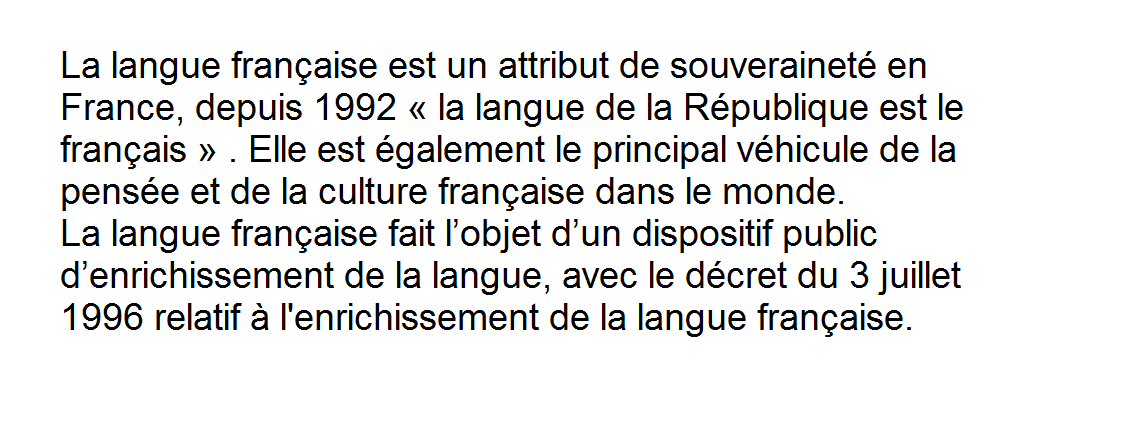 La langue française est un attribut de souveraineté en
France, depuis 1992 « la langue de la République est le
français » . Elle est également le principal véhicule de la
pensée et de la culture française dans le monde.
La langue française fait l’objet d’un dispositif public
d’enrichissement de la langue, avec le décret du 3 juillet
1996 relatif à l'enrichissement de la langue française.